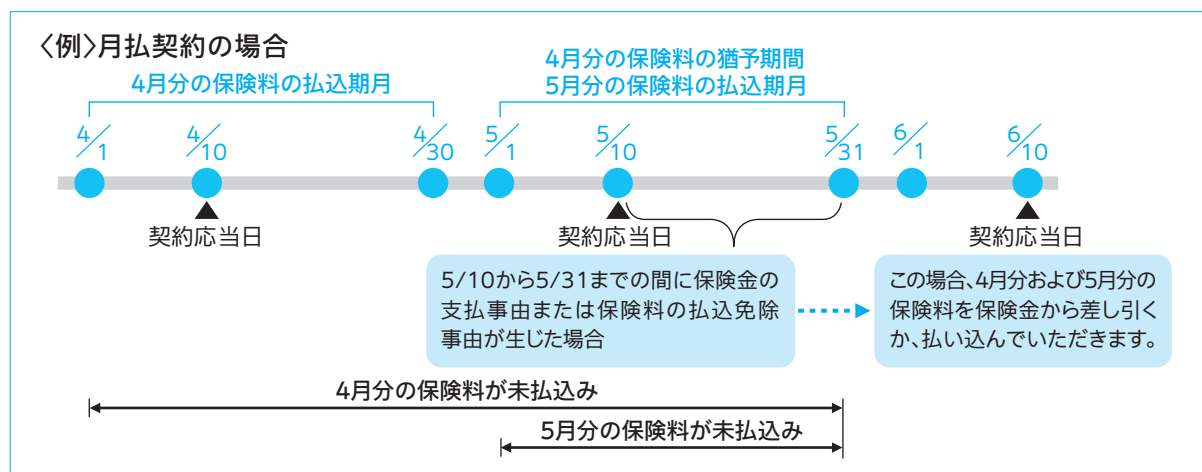 〈例〉月払契約の場合
4月分の保険料の払込期月
4月分の保険料の猶予期間
5月分の保険料の払込期月
4/1
4/10
4/30
5/1
5/10
5/31
6/1
6/10
契約応当日
契約応当日
契約応当日
5/10から5/31までの間に保険金の
支払事由または保険料の払込免除
事由が生じた場合
この場合、4月分および5月分の
保険料を保険金から差し引く
か、払い込んでいただきます。
4月分の保険料が未払込み
5月分の保険料が未払込み